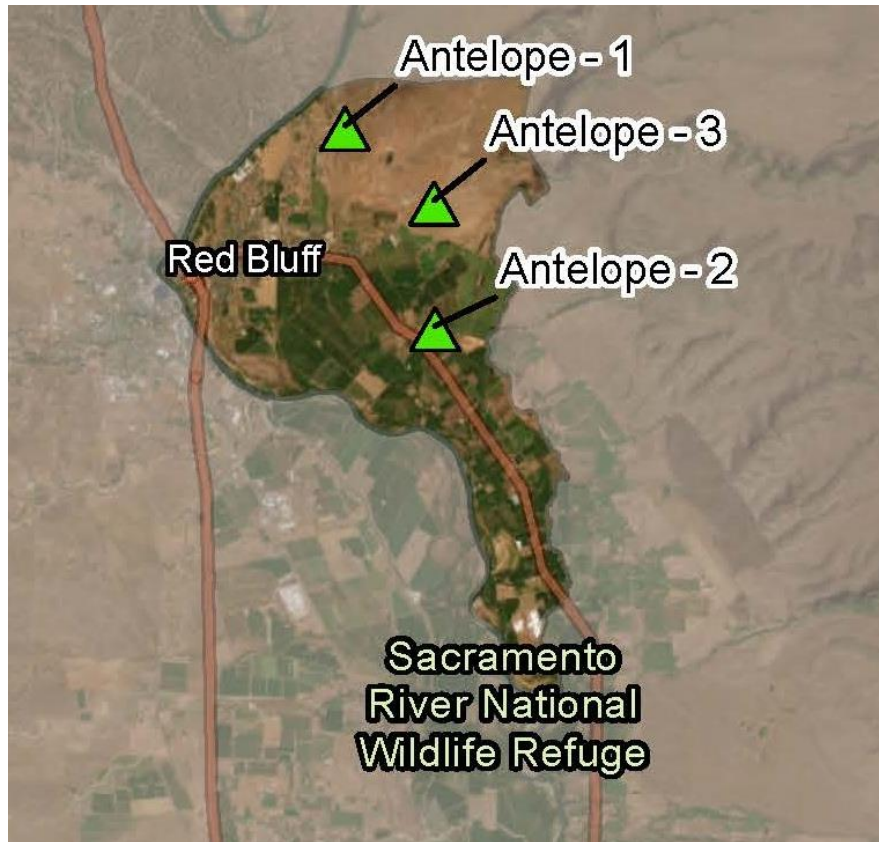 Antelope - 1
Antelope - 3
Red Bluff
Antelope - 2
Sacramento
River National
Wildlife Refuge